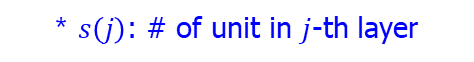 * s(j): # of unit in j-th layer